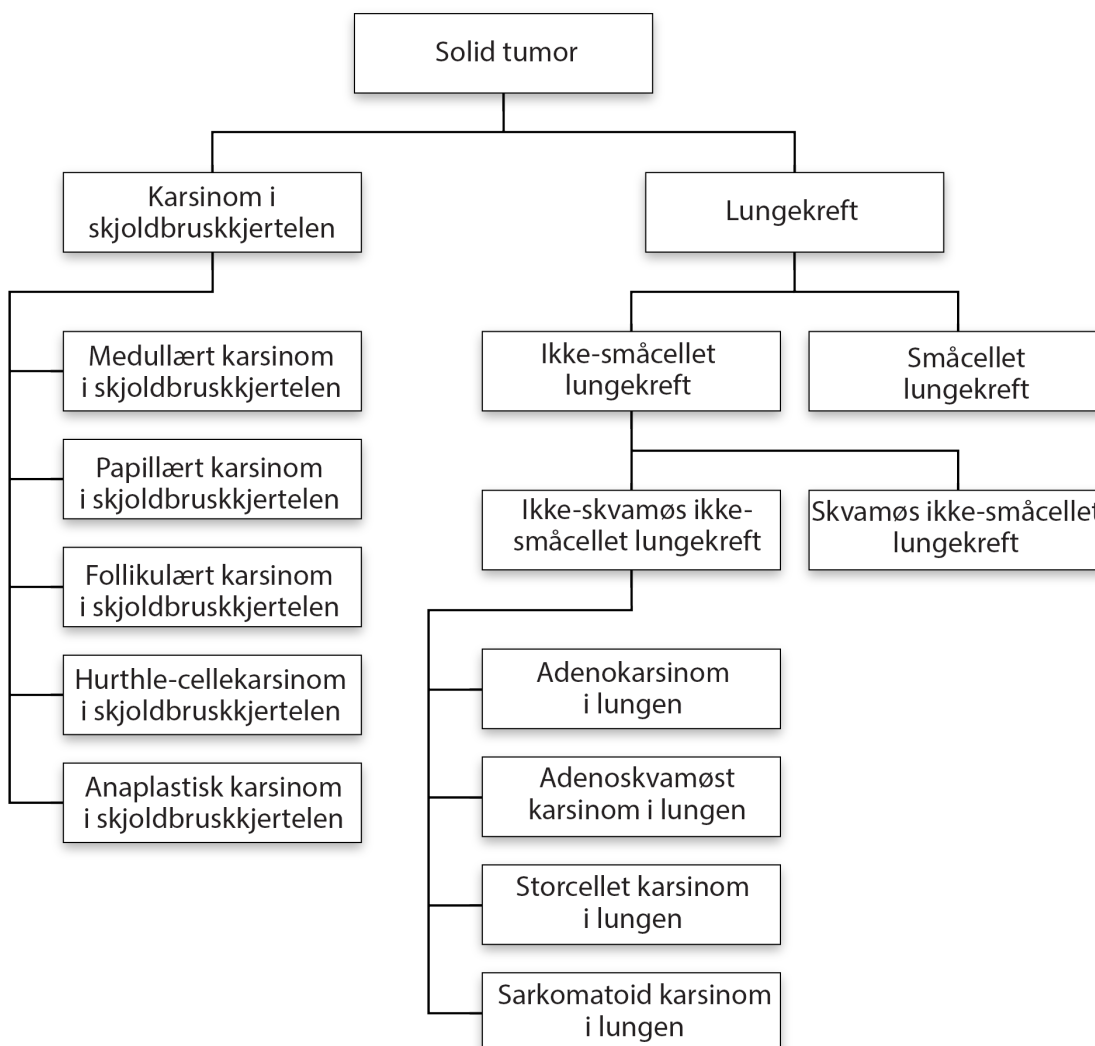 Solid tumor
Karsinom i
skjoldbruskkjertelen
Lungekreft
Medullært karsinom
i skjoldbruskkjertelen
Papillært karsinom
i skjoldbruskkjertelen
Follikulært karsinom
i skjoldbruskkjertelen
Hurthle-cellekarsinom
i skjoldbruskkjertelen
Anaplastisk karsinom
i skjoldbruskkjertelen
Ikke-småcellet
lungekreft
Småcellet
lungekreft
Ikke-skvamøs ikke-
småcellet lungekreft
Skvamøs ikke-småcellet
lungekreft
Adenokarsinom
i lungen
Adenoskvamøst
karsinom i lungen
Storcellet karsinom
i lungen
Sarkomatoid karsinom
i lungen